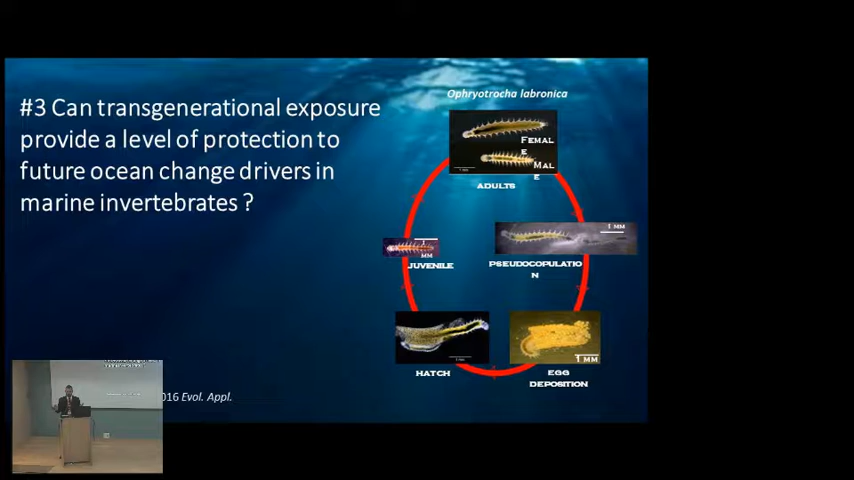 #3 Can transgenerational exposure
provide a level of protection to
future ocean change drivers in
marine invertebrates ?
Ophryotrocha labronica
FEMAL
E
MAL
E
ADULTS
1 MM
PSEUDOCOPULATIO
N
1
MM
JUVENILE
HATCH
1 MM
EGG
DEPOSITION
016 Evol. Appl.